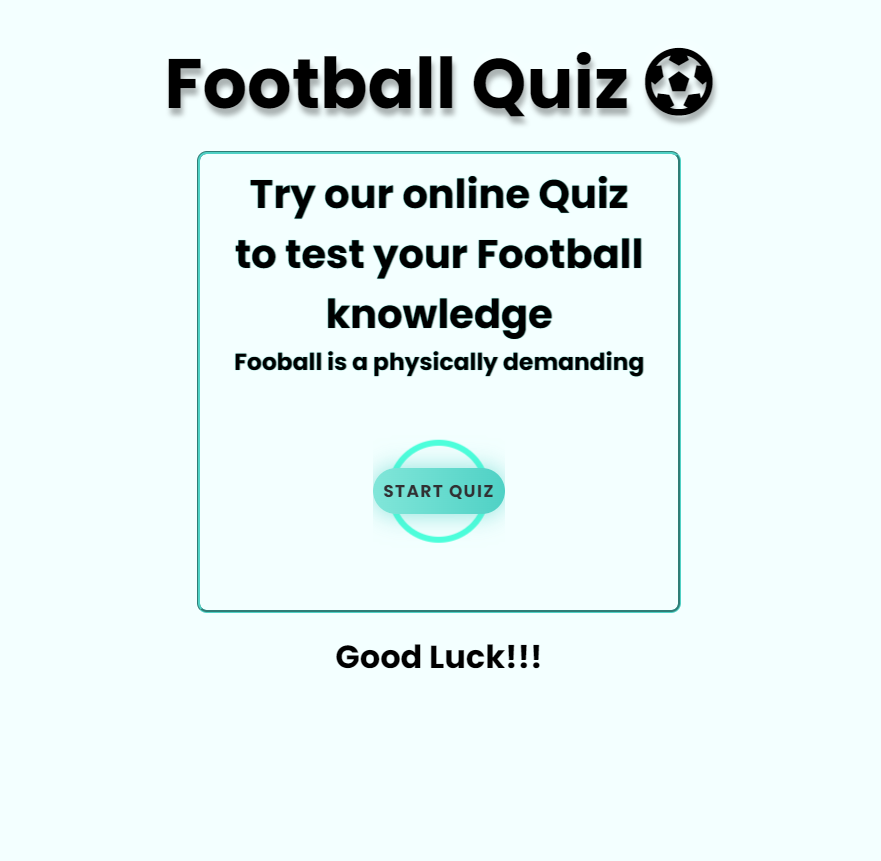 Football Quiz ⚽
Try our online Quiz
to test your Football
knowledge
Fooball is a physically demanding
START QUIZ
Good Luck!!!